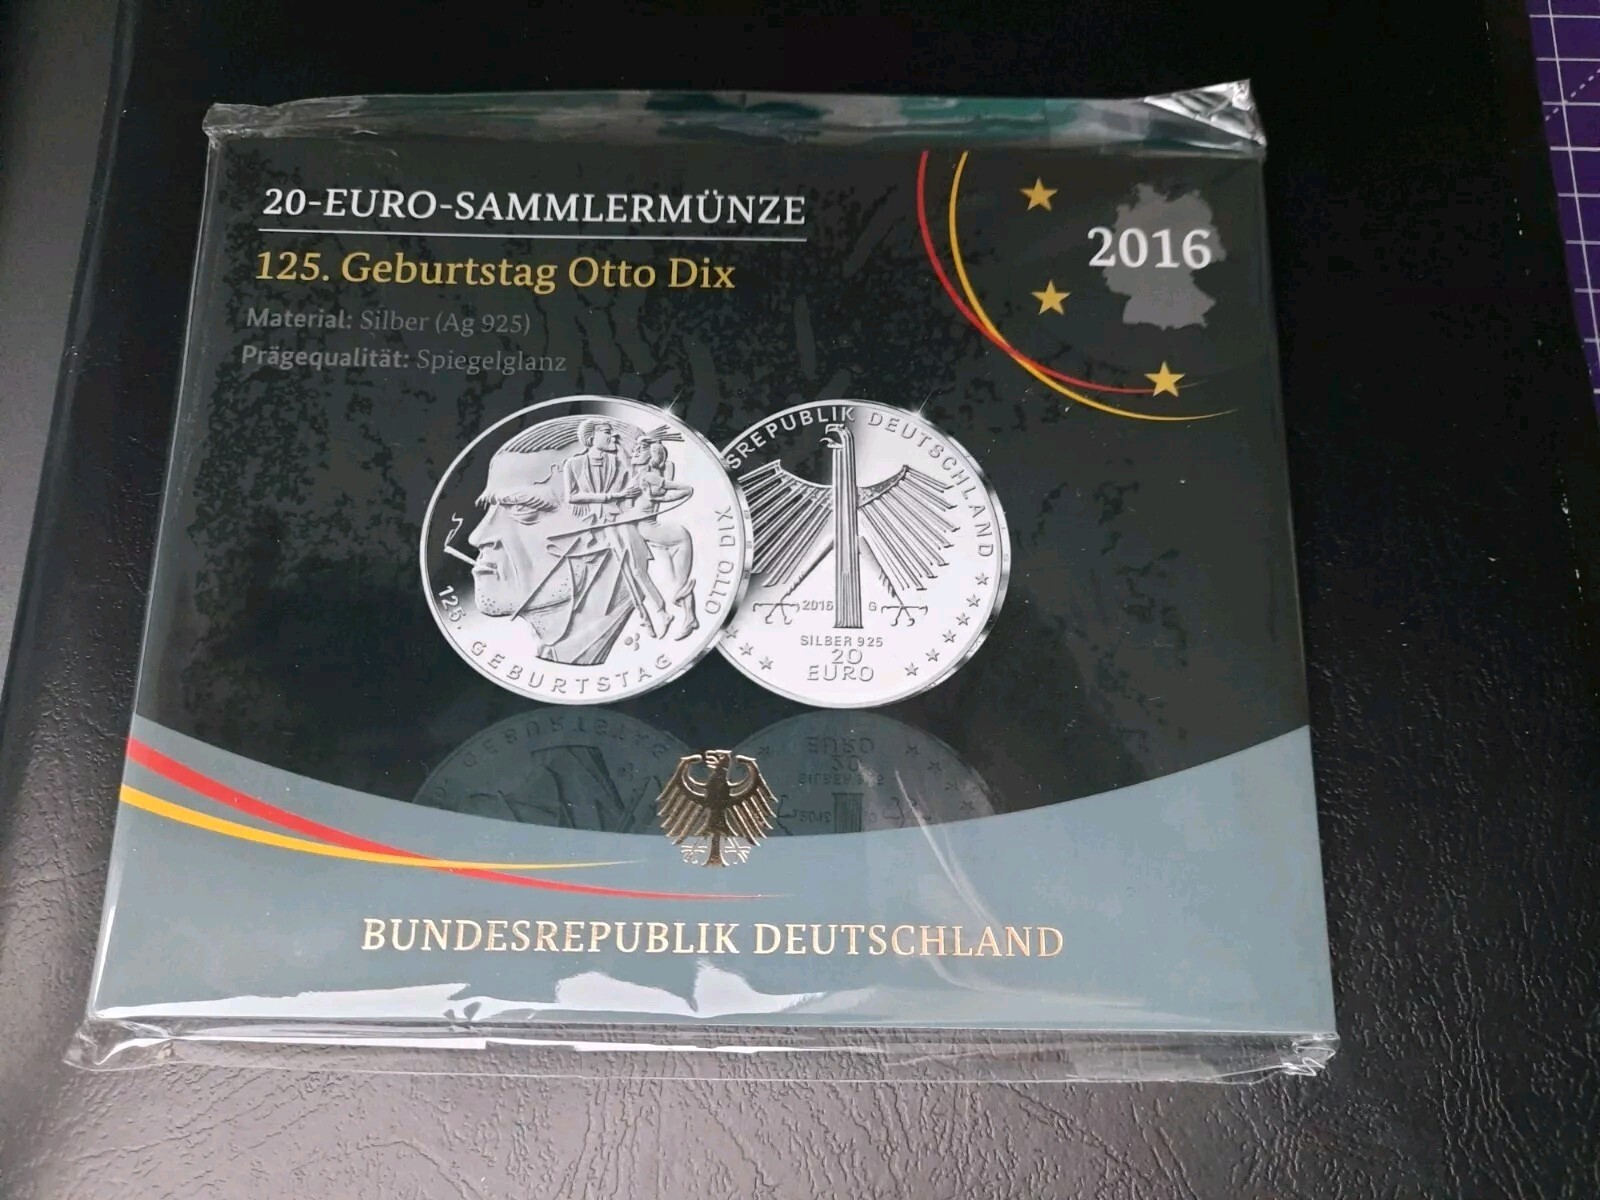 20-EURO-SAMMLERMÜNZE
125. Geburtstag Otto Dix
Material: Silber (Ag 925)
Prägequalität: Spiegelglanz
2016
125. GEBURTSTAG OTTO DIX
SREPUBLIK DEUTSCHLAND
2016 G
SILBER 925
20
EURO
BUNDESREPUBLIK DEUTSCHLAND